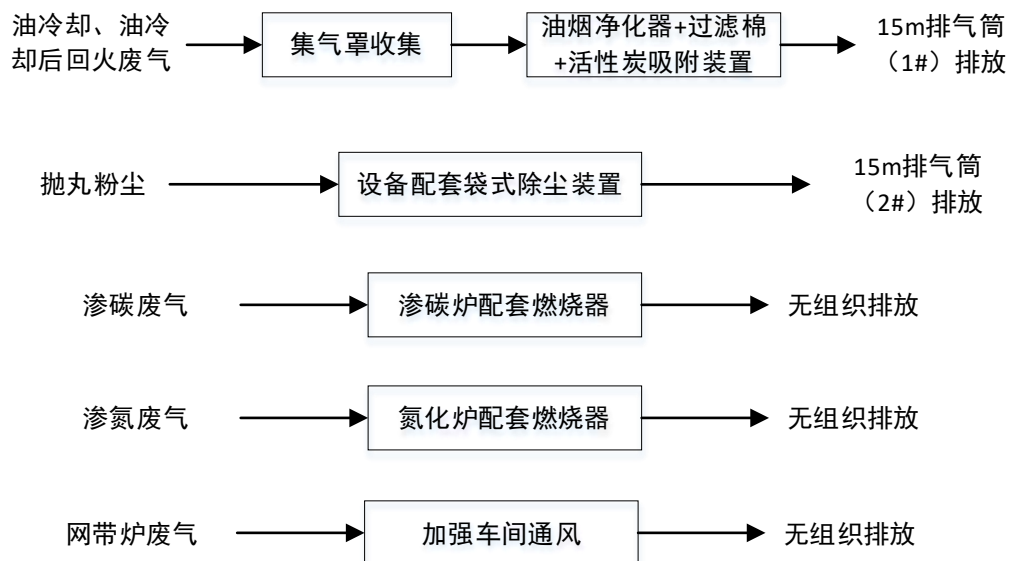 油冷却、油冷
却后回火废气
集气罩收集
油烟净化器+过滤棉
+活性炭吸附装置
15m排气筒
（1#）排放
抛丸粉尘
设备配套袋式除尘装置
15m排气筒
（2#）排放
渗碳废气
渗碳炉配套燃烧器
无组织排放
渗氮废气
氮化炉配套燃烧器
无组织排放
网带炉废气
加强车间通风
无组织排放